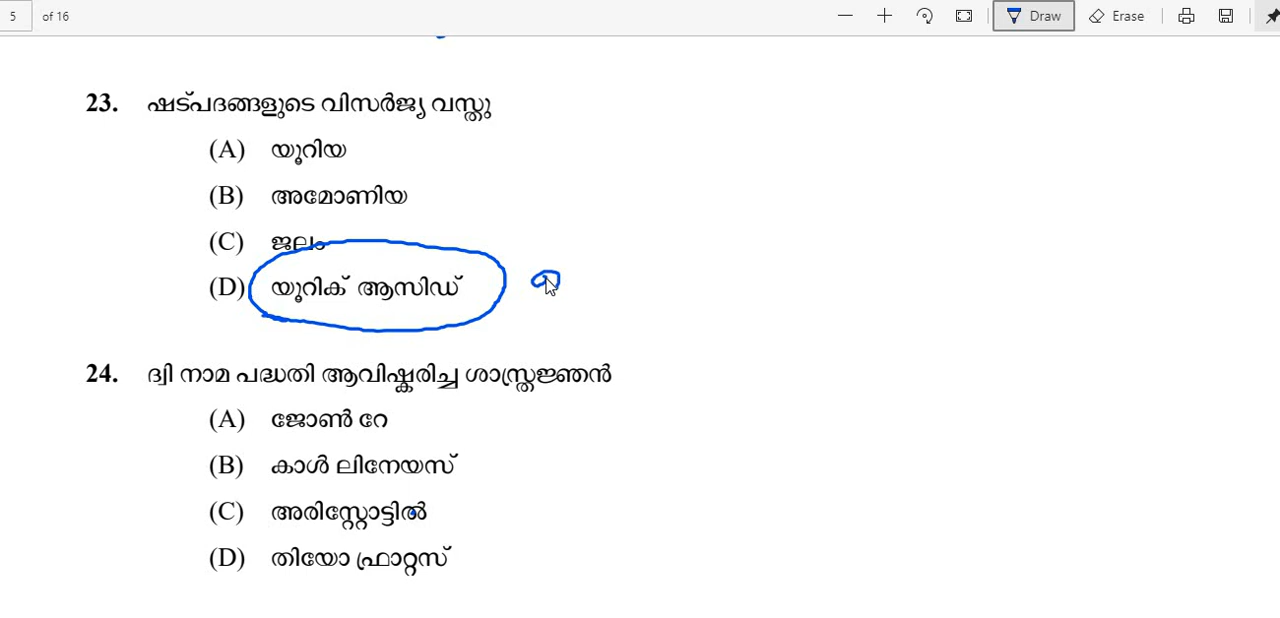 5 of 16 Draw Erase
23. ഷട്പദങ്ങളുടെ വിസർജ്യ വസ്തു
(A) യൂറിയ
(B) അമോണിയ
(C) ജലം
(D) യൂറിക് ആസിഡ്
24. ദ്വി നാമ പദ്ധതി ആവിഷ്കരിച്ച ശാസ്ത്രജ്ഞൻ
(A) ജോൺ റേ
(B) കാൾ ലിനേയസ്
(C) അരിസ്റ്റോട്ടിൽ
(D) തിയോ ഫ്രാറ്റസ്